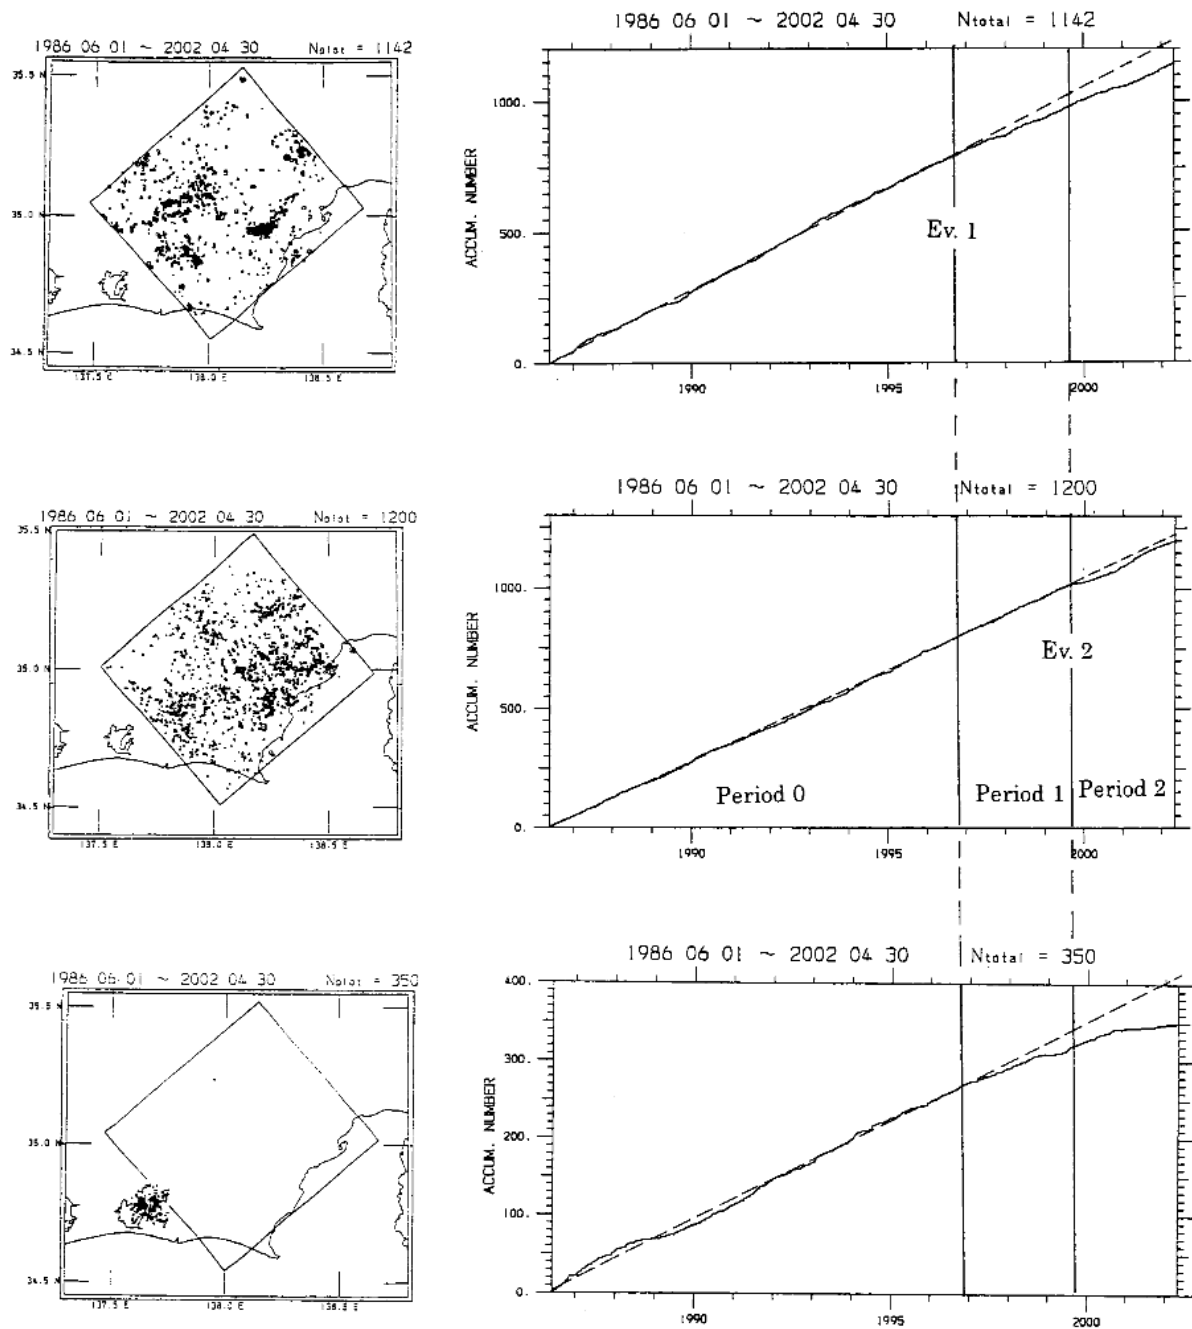 1986 06 01 ~ 2002 04 30 Nplot = 1142
35.5 N
35.0 N
34.5 N
137.5 E 138.0 E 138.5 E
1986 06 01 ~ 2002 04 30 Ntotal = 1142
ACCUM. NUMBER
1000.
500.
0.
Ev. 1
1990 1995 2000
1986 06 01 ~ 2002 04 30 Nplot = 1200
35.5 N
35.0 N
34.5 N
137.5 E 138.0 E 138.5 E
1986 06 01 ~ 2002 04 30 Ntotal = 1200
ACCUM. NUMBER
1000.
500.
0.
Ev. 2
Period 0 Period 1 Period 2
1990 1995 2000
1986 06 01 ~ 2002 04 30 Nplot = 350
35.5 N
35.0 N
34.5 N
137.5 E 138.0 E 138.5 E
1986 06 01 ~ 2002 04 30 Ntotal = 350
ACCUM. NUMBER
400.
300.
200.
100.
0.
1990 1995 2000